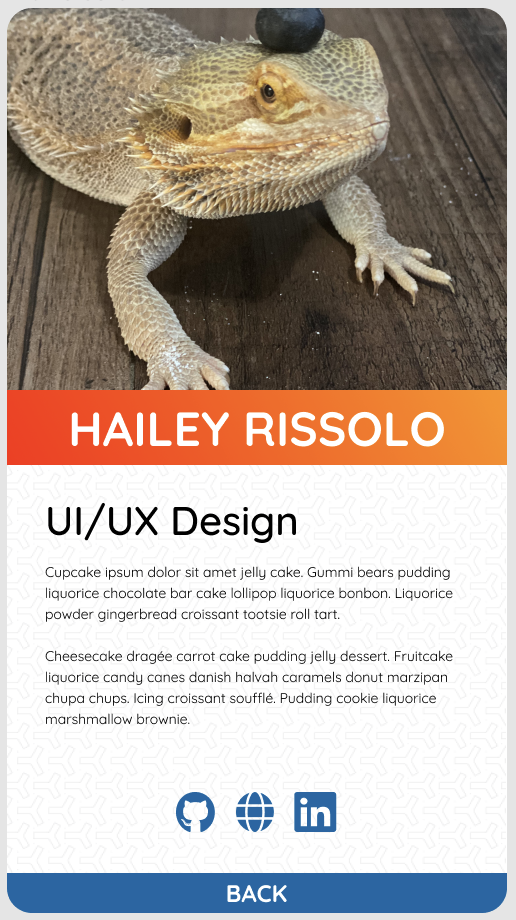 HAILEY RISSOLO
UI/UX Design
Cupcake ipsum dolor sit amet jelly cake. Gummi bears pudding
liquorice chocolate bar cake lollipop liquorice bonbon. Liquorice
powder gingerbread croissant tootsie roll tart.
Cheesecake dragée carrot cake pudding jelly dessert. Fruitcake
liquorice candy canes danish halvah caramels donut marzipan
chupa chups. Icing croissant soufflé. Pudding cookie liquorice
marshmallow brownie.
in
BACK